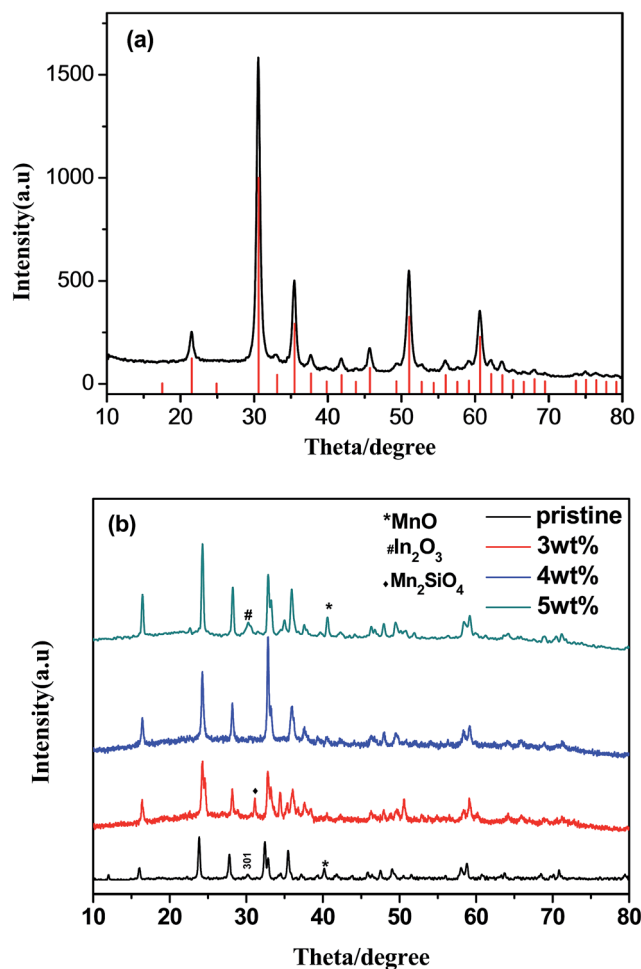 (a)
Intensity(a.u)
1500
1000
500
0
10 20 30 40 50 60 70 80
Theta/degree
(b)
*MnO
#In₂O₃
♦Mn₂SiO₄
pristine
3wt%
4wt%
5wt%
#
*
♦
301
*
Intensity(a.u)
10 20 30 40 50 60 70 80
Theta/degree